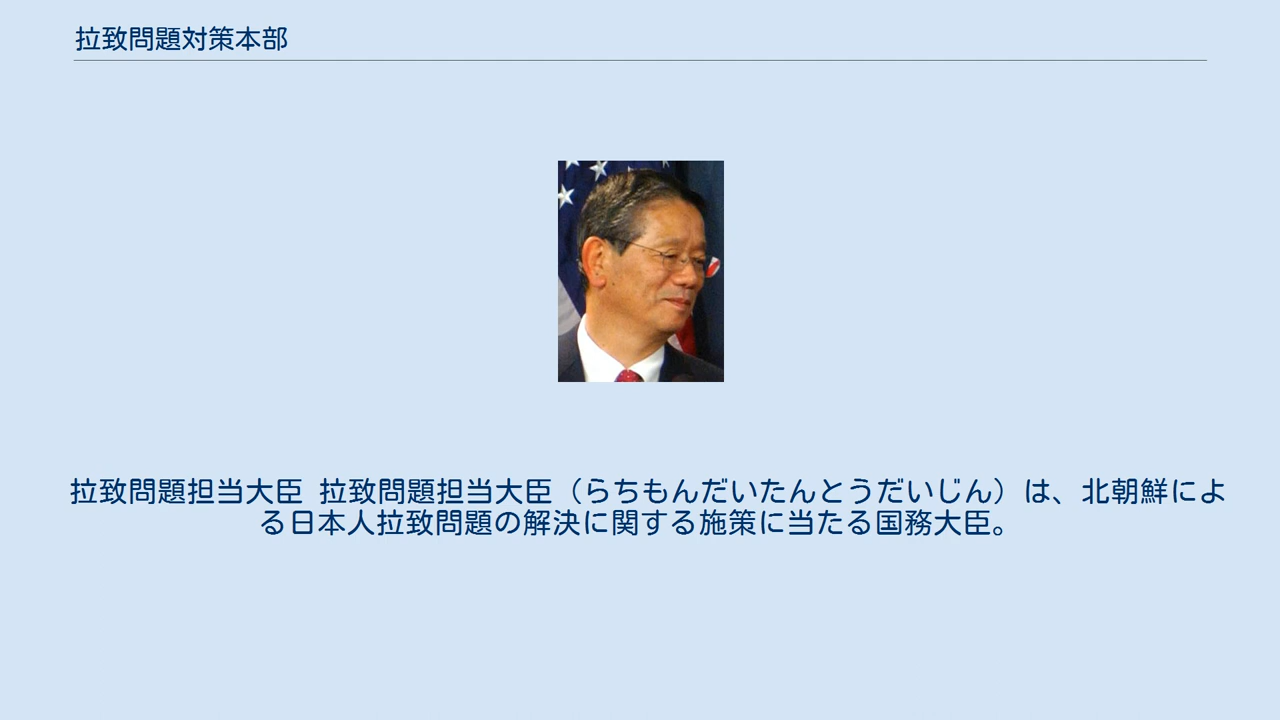 拉致問題対策本部
拉致問題担当大臣 拉致問題担当大臣（らちもんだいたんとうだいじん）は、北朝鮮によ
る日本人拉致問題の解決に関する施策に当たる国務大臣。